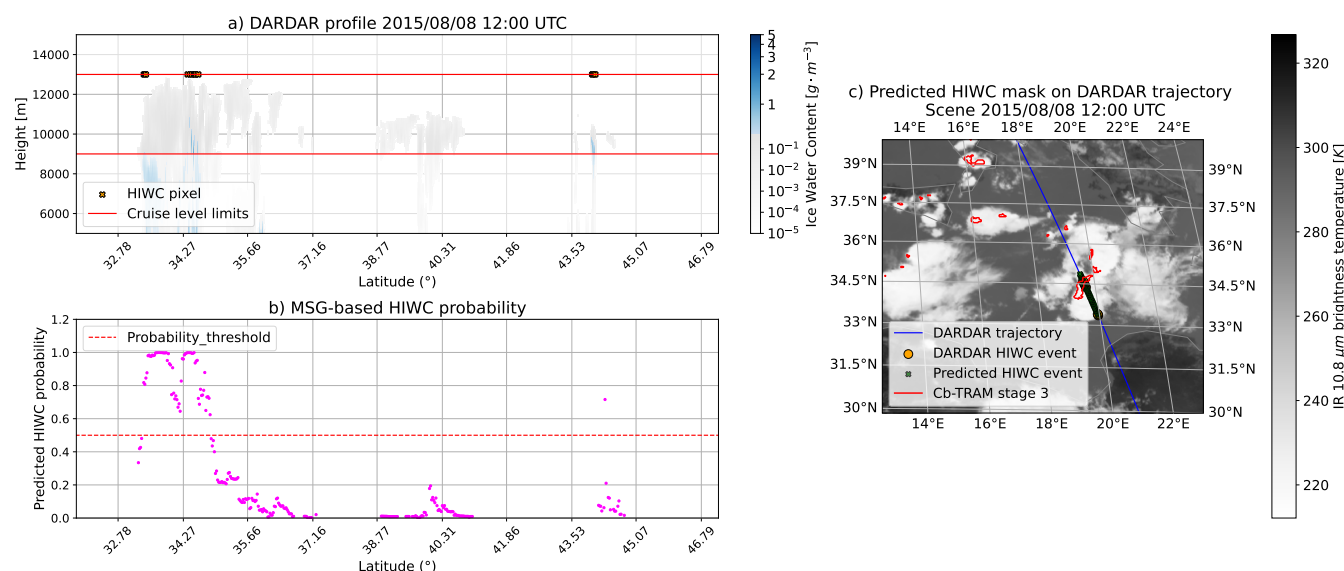 a) DARDAR profile 2015/08/08 12:00 UTC
14000
12000
10000
8000
6000
Height [m]
HIWC pixel
Cruise level limits
32.78
34.27
35.66
37.16
38.77
40.31
41.86
43.53
45.07
46.79
Latitude (°)
5
4
3
2
1
10⁻¹
10⁻²
10⁻³
10⁻⁴
10⁻⁵
Ice Water Content [g · m⁻³]
b) MSG-based HIWC probability
1.2
1.0
0.8
0.6
0.4
0.2
0.0
Predicted HIWC probability
Probability_threshold
32.78
34.27
35.66
37.16
38.77
40.31
41.86
43.53
45.07
46.79
Latitude (°)
c) Predicted HIWC mask on DARDAR trajectory
Scene 2015/08/08 12:00 UTC
14°E 16°E 18°E 20°E 22°E 24°E
39°N
37.5°N
36°N
34.5°N
33°N
31.5°N
30°N
39°N
37.5°N
36°N
34.5°N
33°N
31.5°N
30°N
DARDAR trajectory
DARDAR HIWC event
Predicted HIWC event
Cb-TRAM stage 3
14°E 16°E 18°E 20°E 22°E
320
300
280
260
240
220
IR 10.8 μm brightness temperature [K]